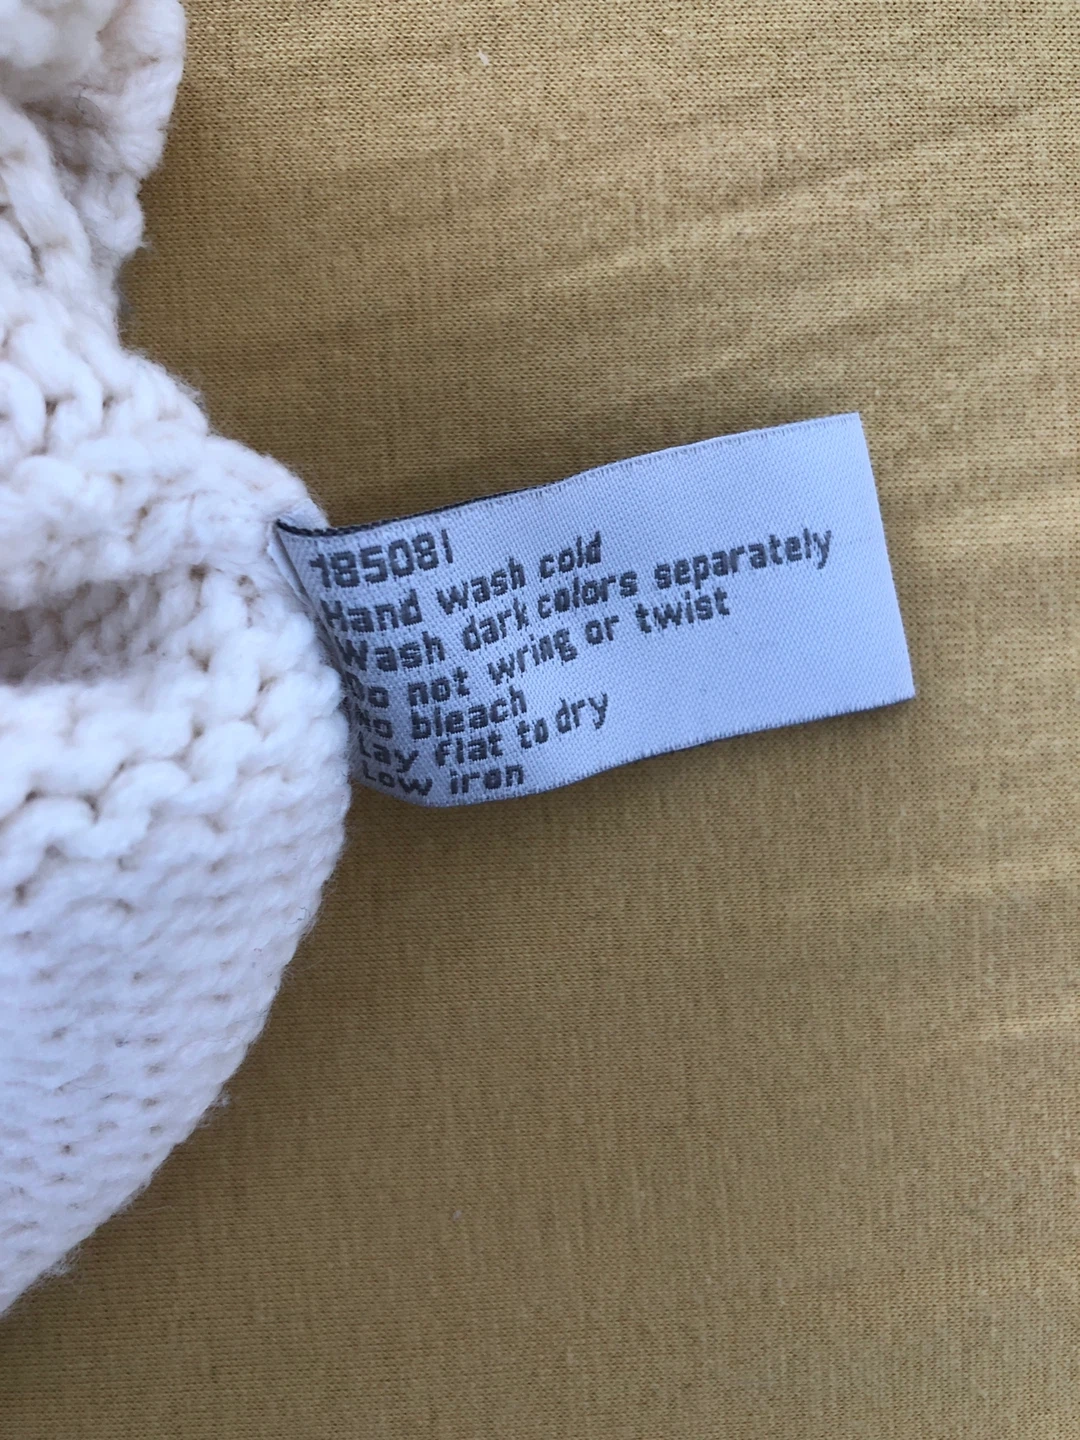 785081
Hand wash cold
Wash dark colors separately
Do not wring or twist
No bleach
Lay flat to dry
Low iron